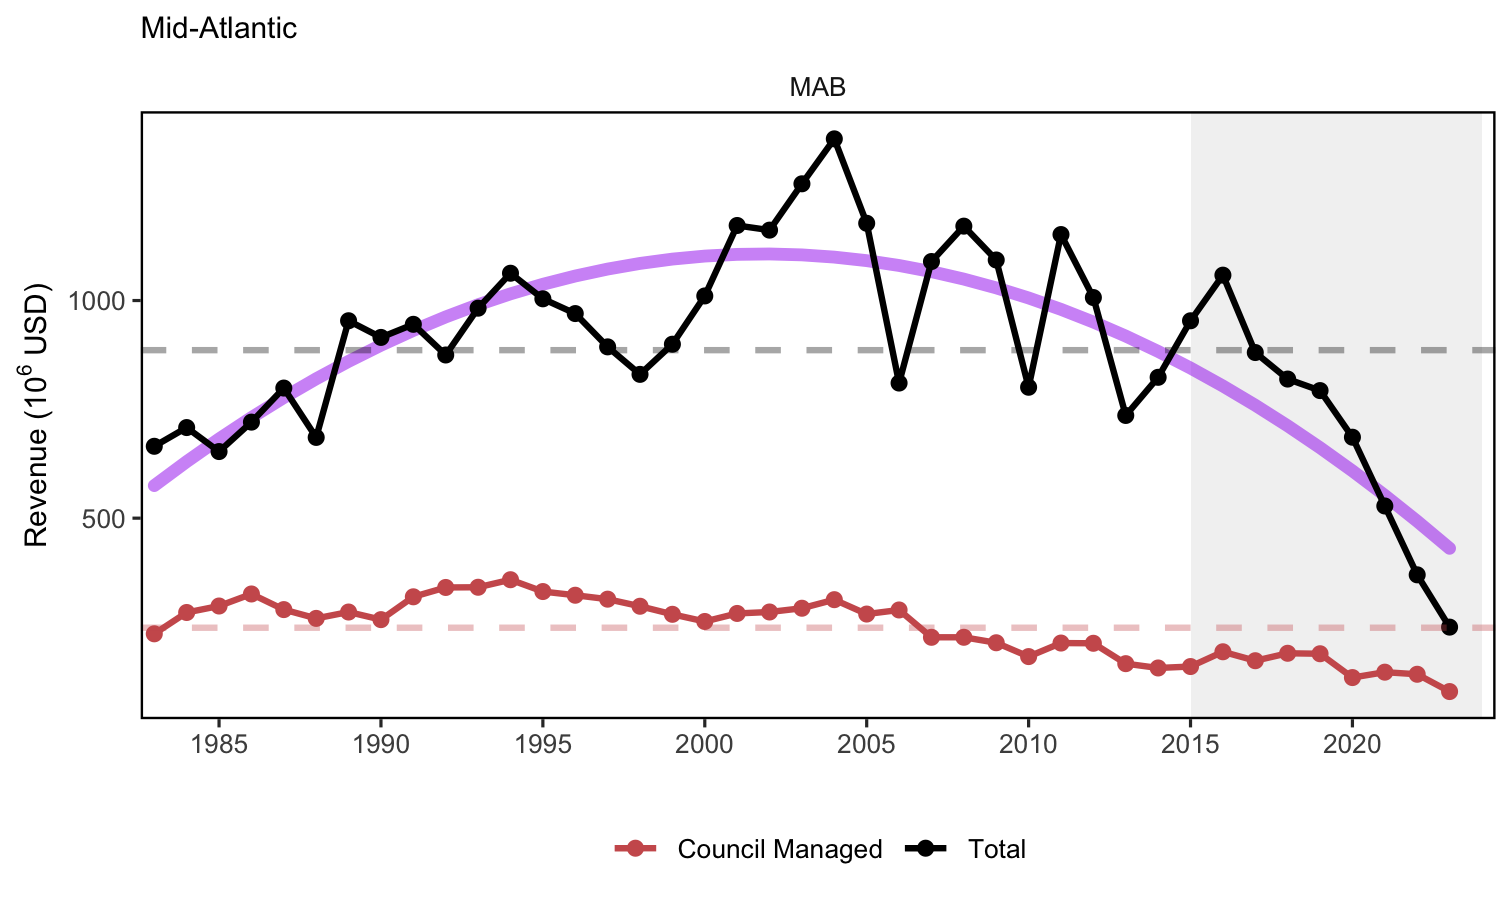 Mid-Atlantic
MAB
Revenue (10⁶ USD)
1000
500
1985 1990 1995 2000 2005 2010 2015 2020
Council Managed Total